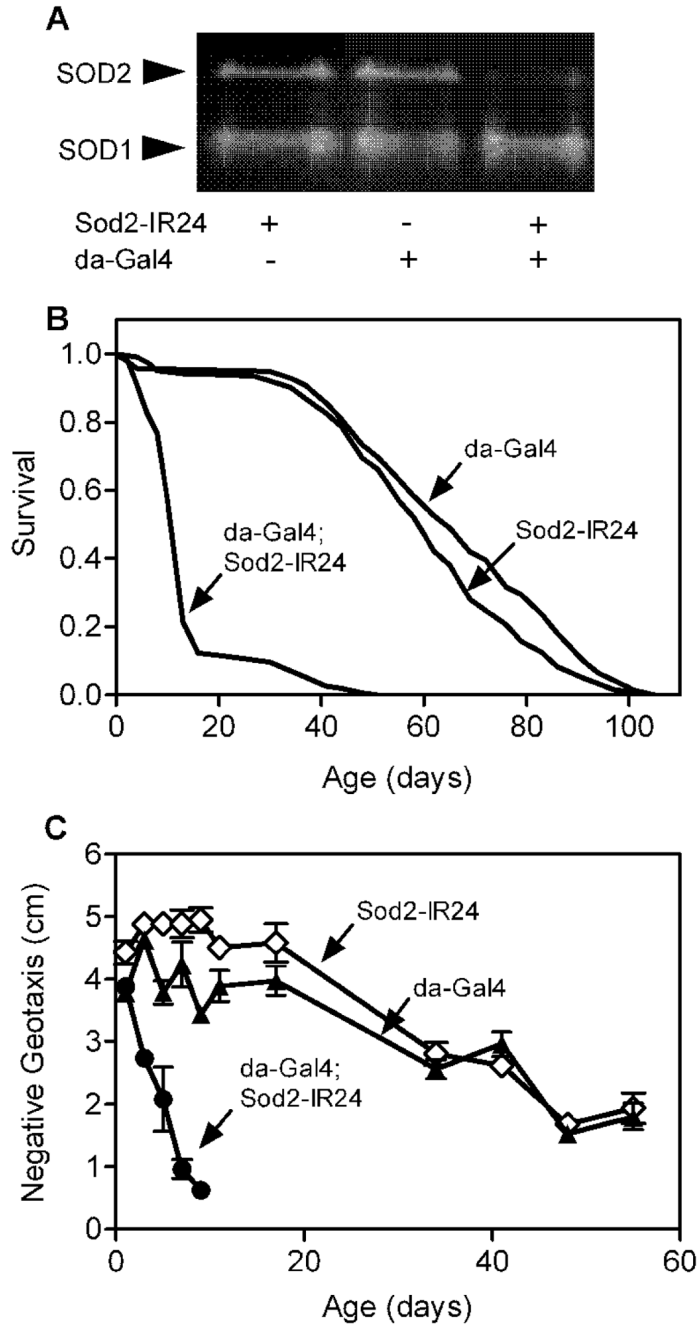 A
SOD2
SOD1
Sod2-IR24 + - +
da-Gal4 - + +
B
1.0
0.8
0.6
0.4
0.2
0.0
Survival
da-Gal4
Sod2-IR24
da-Gal4;
Sod2-IR24
0 20 40 60 80 100
Age (days)
C
6
5
4
3
2
1
0
Negative Geotaxis (cm)
Sod2-IR24
da-Gal4
da-Gal4;
Sod2-IR24
0 20 40 60
Age (days)